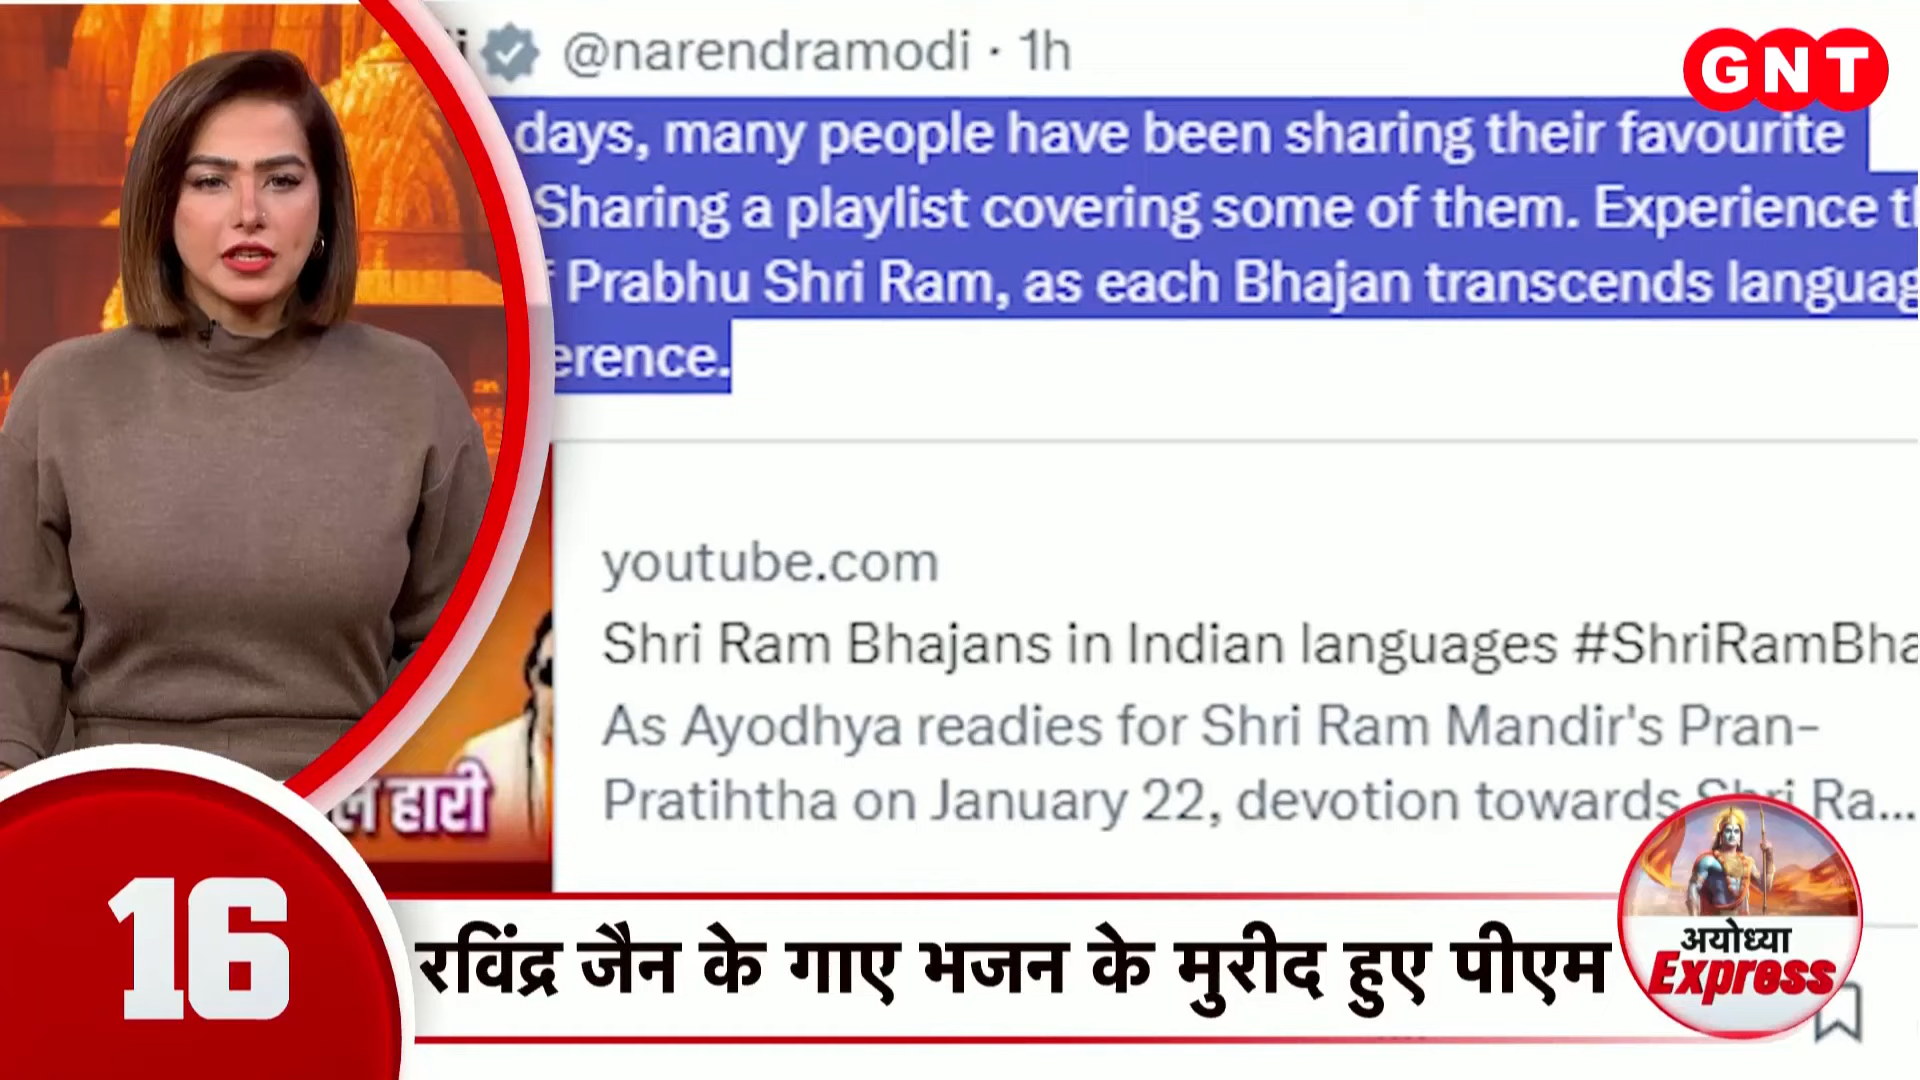 @narendramodi · 1h
GNT
days, many people have been sharing their favourite
Sharing a playlist covering some of them. Experience
Prabhu Shri Ram, as each Bhajan transcends languag
erence.
youtube.com
Shri Ram Bhajans in Indian languages #ShriRamBha
As Ayodhya readies for Shri Ram Mandir's Pran-
Pratihtha on January 22, devotion towards Shri Ra...
हारी
16
रविंद्र जैन के गाए भजन के मुरीद हुए पीएम
अयोध्या
Express